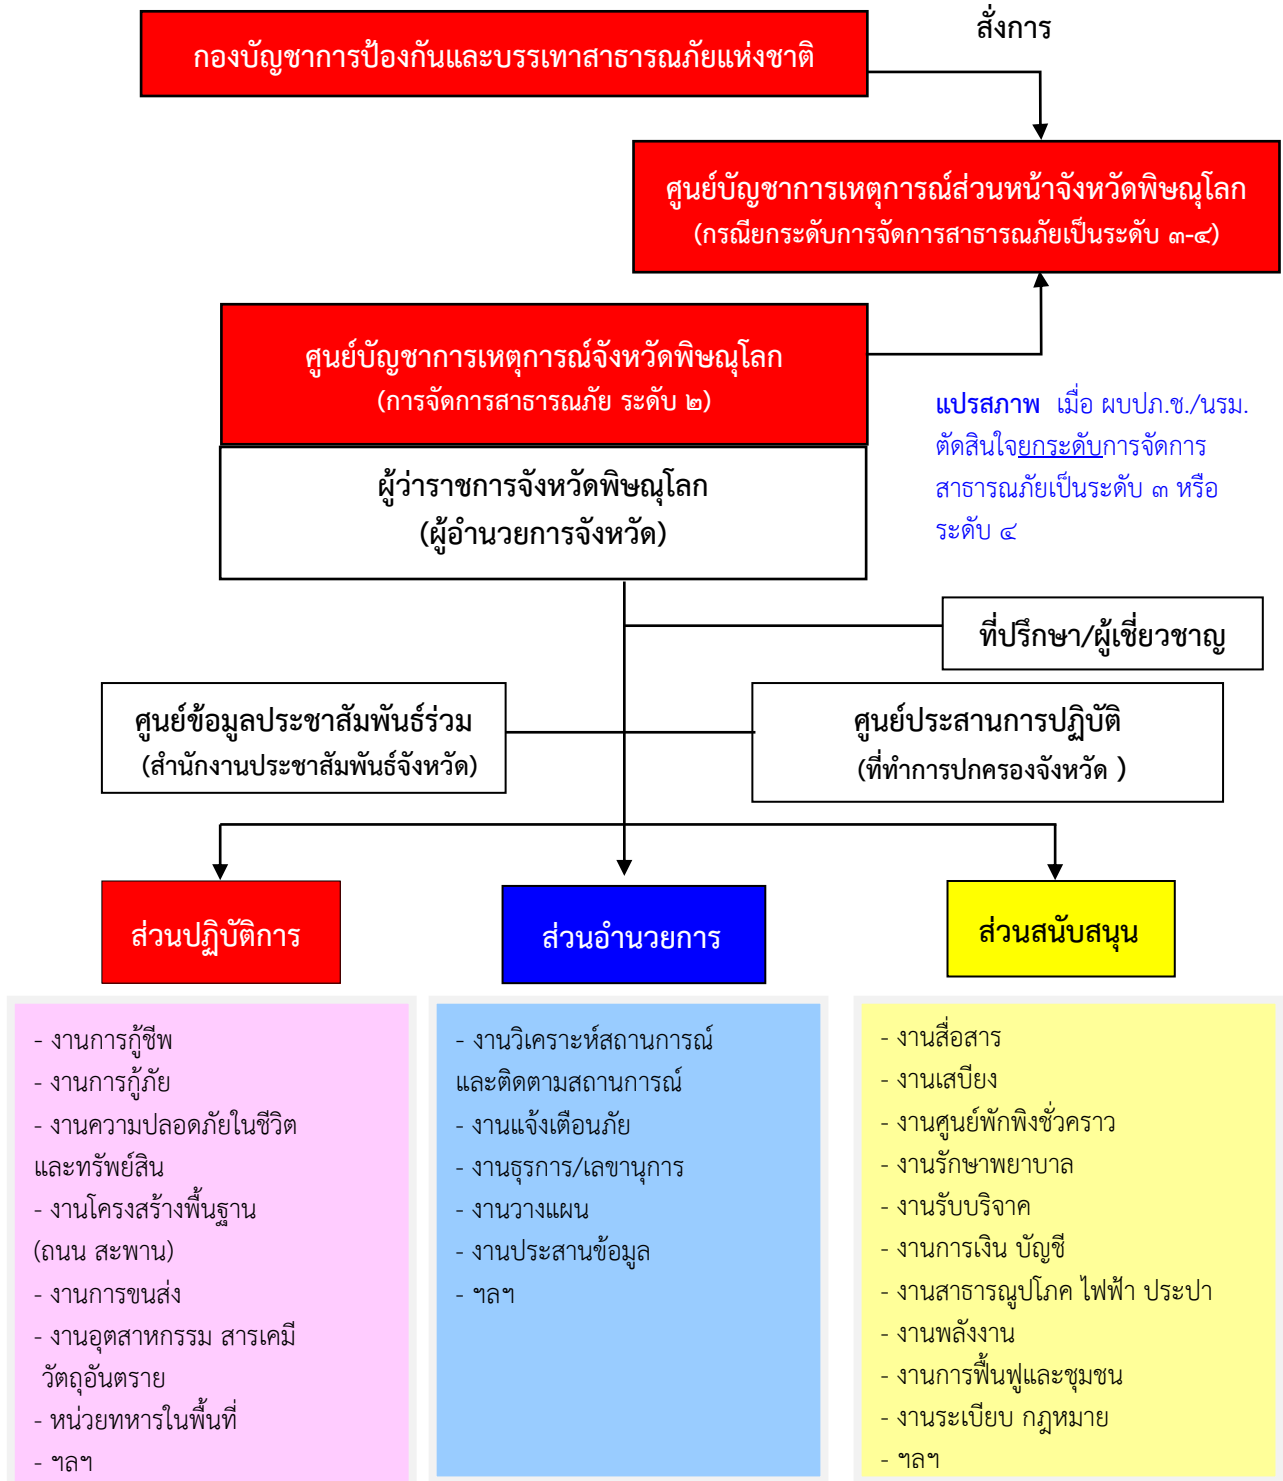 สั่งการ
กองบัญชาการป้องกันและบรรเทาสาธารณภัยแห่งชาติ
ศูนย์บัญชาการเหตุการณ์ส่วนหน้าจังหวัดพิษณุโลก
(กรณียกระดับการจัดการสาธารณภัยเป็นระดับ ๓-๔)
ศูนย์บัญชาการเหตุการณ์จังหวัดพิษณุโลก
(การจัดการสาธารณภัย ระดับ ๒)
ผู้ว่าราชการจังหวัดพิษณุโลก
(ผู้อำนวยการจังหวัด)
แปรสภาพ เมื่อ ผบปภ.ช./นรม.
ตัดสินใจยกระดับการจัดการ
สาธารณภัยเป็นระดับ ๓ หรือ
ระดับ ๔
ที่ปรึกษา/ผู้เชี่ยวชาญ
ศูนย์ข้อมูลประชาสัมพันธ์ร่วม
(สำนักงานประชาสัมพันธ์จังหวัด)
ศูนย์ประสานการปฏิบัติ
(ที่ทำการปกครองจังหวัด )
ส่วนปฏิบัติการ
ส่วนอำนวยการ
ส่วนสนับสนุน
- งานการกู้ชีพ
- งานการกู้ภัย
- งานความปลอดภัยในชีวิต
และทรัพย์สิน
- งานโครงสร้างพื้นฐาน
(ถนน สะพาน)
- งานการขนส่ง
- งานอุตสาหกรรม สารเคมี
วัตถุอันตราย
- หน่วยทหารในพื้นที่
- ฯลฯ
- งานวิเคราะห์สถานการณ์
และติดตามสถานการณ์
- งานแจ้งเตือนภัย
- งานธุรการ/เลขานุการ
- งานวางแผน
- งานประสานข้อมูล
- ฯลฯ
- งานสื่อสาร
- งานเสบียง
- งานศูนย์พักพิงชั่วคราว
- งานรักษาพยาบาล
- งานรับบริจาค
- งานการเงิน บัญชี
- งานสาธารณูปโภค ไฟฟ้า ประปา
- งานพลังงาน
- งานการฟื้นฟูและชุมชน
- งานระเบียบ กฎหมาย
- ฯลฯ